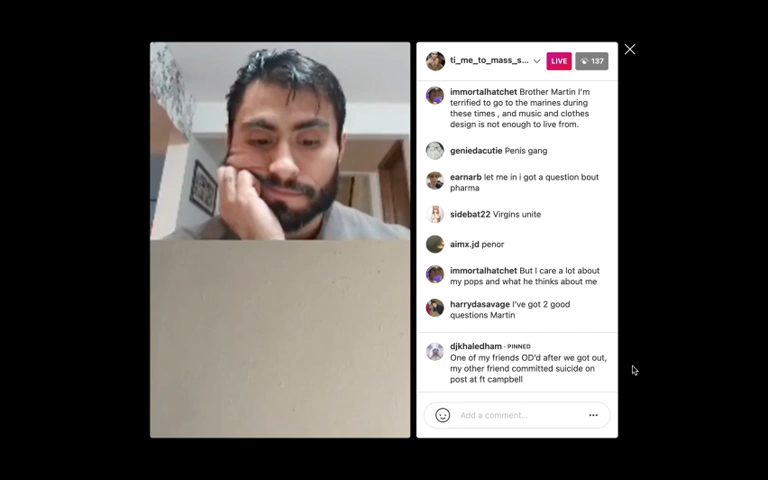 ti_me_to_mass_s...
LIVE
137
immortalhatchet Brother Martin I'm
terrified to go to the marines during
these times , and music and clothes
design is not enough to live from.
geniedacutie Penis gang
earnarb let me in i got a question bout
pharma
sidebat22 Virgins unite
aimx.jd penor
immortalhatchet But I care a lot about
my pops and what he thinks about me
harrydasavage I've got 2 good
questions Martin
djkhaledham · PINNED
One of my friends OD'd after we got out,
my other friend committed suicide on
post at ft campbell
Add a comment...